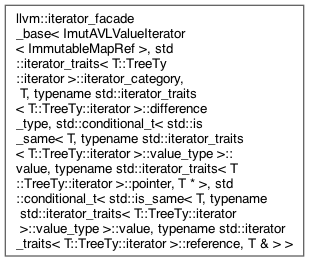 llvm::iterator_facade
_base< ImutAVLValueIterator
< ImmutableMapRef >, std
::iterator_traits< T::TreeTy
::iterator >::iterator_category,
T, typename std::iterator_traits
< T::TreeTy::iterator >::difference
_type, std::conditional_t< std::is
_same< T, typename std::iterator_traits
< T::TreeTy::iterator >::value_type >::
value, typename std::iterator_traits< T
::TreeTy::iterator >::pointer, T * >, std
::conditional_t< std::is_same< T, typename
std::iterator_traits< T::TreeTy::iterator
>::value_type >::value, typename std::iterator
_traits< T::TreeTy::iterator >::reference, T & > >